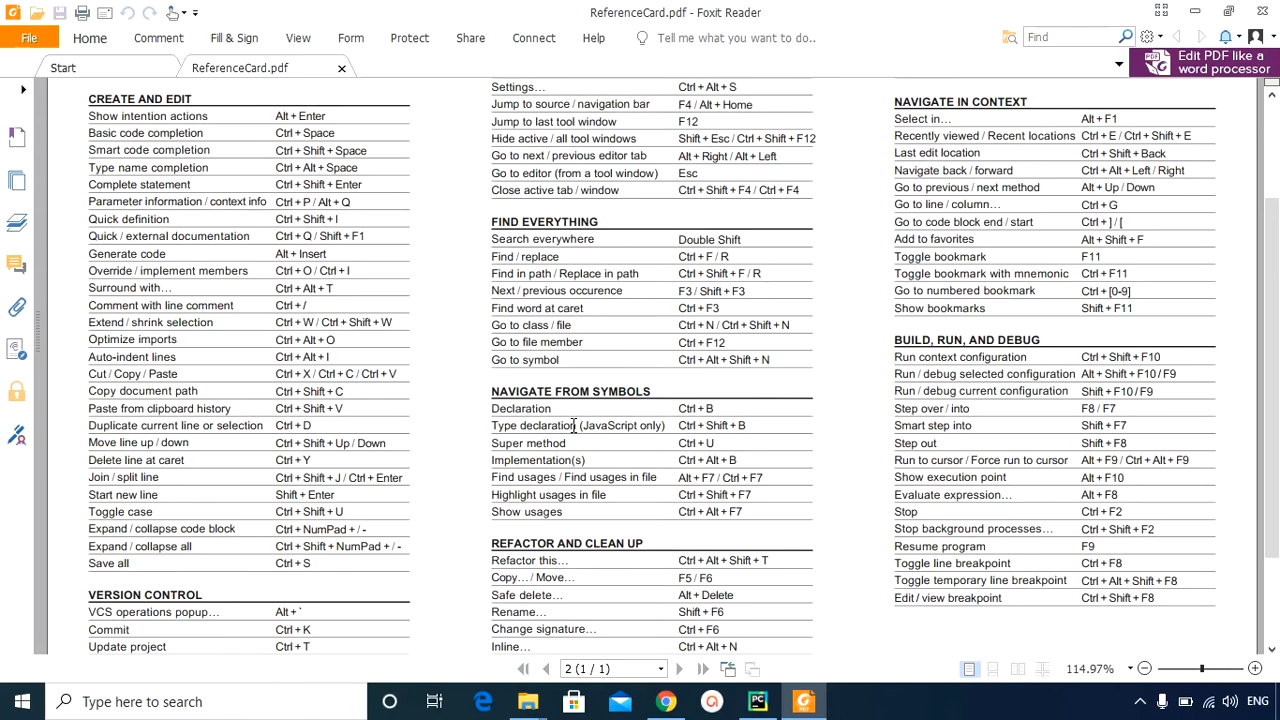 ReferenceCard.pdf - Foxit Reader
File Home Comment Fill & Sign View Form Protect Share Connect Help Tell me what you want to do... Find
Start ReferenceCard.pdf Edit PDF like a word processor
CREATE AND EDIT
Show intention actions Alt + Enter
Basic code completion Ctrl + Space
Smart code completion Ctrl + Shift + Space
Type name completion Ctrl + Alt + Space
Complete statement Ctrl + Shift + Enter
Parameter information / context info Ctrl + P / Alt + Q
Quick definition Ctrl + Shift + I
Quick / external documentation Ctrl + Q / Shift + F1
Generate code Alt + Insert
Override / implement members Ctrl + O / Ctrl + I
Surround with… Ctrl + Alt + T
Comment with line comment Ctrl + /
Extend / shrink selection Ctrl + W / Ctrl + Shift + W
Optimize imports Ctrl + Alt + O
Auto-indent lines Ctrl + Alt + I
Cut / Copy / Paste Ctrl + X / Ctrl + C / Ctrl + V
Copy document path Ctrl + Shift + C
Paste from clipboard history Ctrl + Shift + V
Duplicate current line or selection Ctrl + D
Move line up / down Ctrl + Shift + Up / Down
Delete line at caret Ctrl + Y
Join / split line Ctrl + Shift + J / Ctrl + Enter
Start new line Shift + Enter
Toggle case Ctrl + Shift + U
Expand / collapse code block Ctrl + NumPad + / -
Expand / collapse all Ctrl + Shift + NumPad + / -
Save all Ctrl + S
VERSION CONTROL
VCS operations popup… Alt + `
Commit Ctrl + K
Update project Ctrl + T
Settings… Ctrl + Alt + S
Jump to source / navigation bar F4 / Alt + Home
Jump to last tool window F12
Hide active / all tool windows Shift + Esc / Ctrl + Shift + F12
Go to next / previous editor tab Alt + Right / Alt + Left
Go to editor (from a tool window) Esc
Close active tab / window Ctrl + Shift + F4 / Ctrl + F4
FIND EVERYTHING
Search everywhere Double Shift
Find / replace Ctrl + F / R
Find in path / Replace in path Ctrl + Shift + F / R
Next / previous occurence F3 / Shift + F3
Find word at caret Ctrl + F3
Go to class / file Ctrl + N / Ctrl + Shift + N
Go to file member Ctrl + F12
Go to symbol Ctrl + Alt + Shift + N
NAVIGATE FROM SYMBOLS
Declaration Ctrl + B
Type declaration (JavaScript only) Ctrl + Shift + B
Super method Ctrl + U
Implementation(s) Ctrl + Alt + B
Find usages / Find usages in file Alt + F7 / Ctrl + F7
Highlight usages in file Ctrl + Shift + F7
Show usages Ctrl + Alt + F7
REFACTOR AND CLEAN UP
Refactor this… Ctrl + Alt + Shift + T
Copy… / Move… F5 / F6
Safe delete… Alt + Delete
Rename… Shift + F6
Change signature… Ctrl + F6
Inline… Ctrl + Alt + N
NAVIGATE IN CONTEXT
Select in… Alt + F1
Recently viewed / Recent locations Ctrl + E / Ctrl + Shift + E
Last edit location Ctrl + Shift + Back
Navigate back / forward Ctrl + Alt + Left / Right
Go to previous / next method Alt + Up / Down
Go to line / column… Ctrl + G
Go to code block end / start Ctrl + ] / [
Add to favorites Alt + Shift + F
Toggle bookmark F11
Toggle bookmark with mnemonic Ctrl + F11
Go to numbered bookmark Ctrl + [0-9]
Show bookmarks Shift + F11
BUILD, RUN, AND DEBUG
Run context configuration Ctrl + Shift + F10
Run / debug selected configuration Alt + Shift + F10 / F9
Run / debug current configuration Shift + F10 / F9
Step over / into F8 / F7
Smart step into Shift + F7
Step out Shift + F8
Run to cursor / Force run to cursor Alt + F9 / Ctrl + Alt + F9
Show execution point Alt + F10
Evaluate expression… Alt + F8
Stop Ctrl + F2
Stop background processes… Ctrl + Shift + F2
Resume program F9
Toggle line breakpoint Ctrl + F8
Toggle temporary line breakpoint Ctrl + Alt + Shift + F8
Edit / view breakpoint Ctrl + Shift + F8
2 (1 / 1) 114.97%
Type here to search ENG